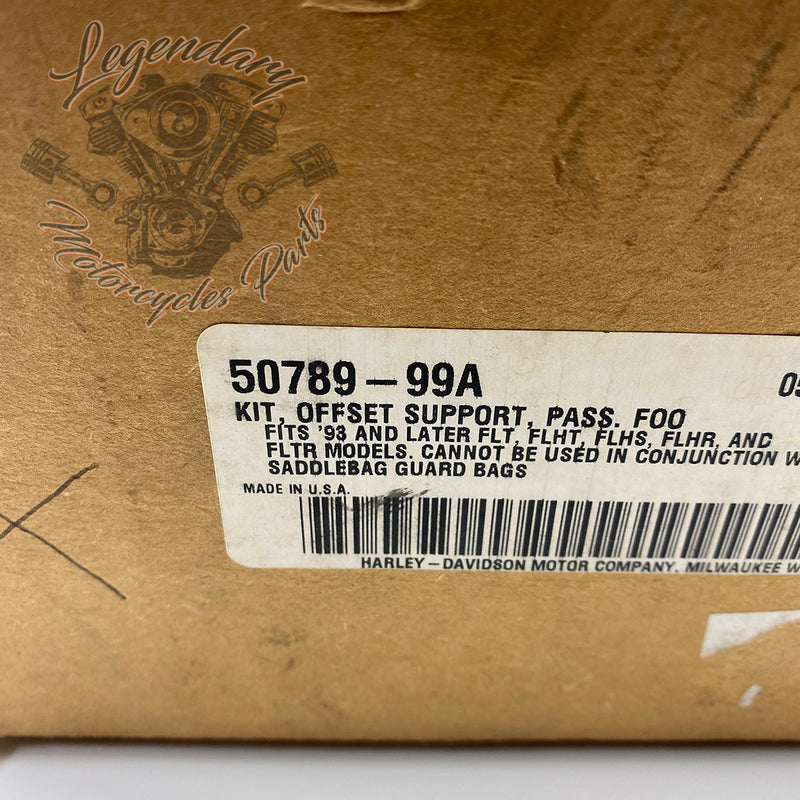 Legendary
Motorcycles Parts
50789-99A
05
KIT, OFFSET SUPPORT, PASS. FOO
FITS '93 AND LATER FLT, FLHT, FLHS, FLHR, AND
FLTR MODELS. CANNOT BE USED IN CONJUNCTION W
SADDLEBAG GUARD BAGS
MADE IN U.S.A.
HARLEY-DAVIDSON MOTOR COMPANY, MILWAUKEE W